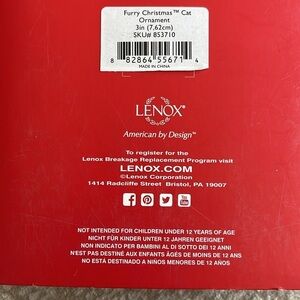 Furry Christmas™ Cat
Ornament
3in (7.62cm)
SKU# 853710
8 82864 55671 4
MADE IN CHINA
LENOX®
American by Design™
To register for the
Lenox Breakage Replacement Program visit
LENOX.COM
©Lenox Corporation
1414 Radcliffe Street Bristol, PA 19007
NOT INTENDED FOR CHILDREN UNDER 12 YEARS OF AGE
NICHT FÜR KINDER UNTER 12 JAHREN GEEIGNET
NON INDICATO PER BAMBINI AL DI SOTTO DEI 12 ANNI
N'EST PAS DESTINÉ AUX ENFANTS ÂGÉS DE MOINS DE 12 ANS
NO ESTÁ DESTINADO A NIÑOS MENORES DE 12 AÑOS